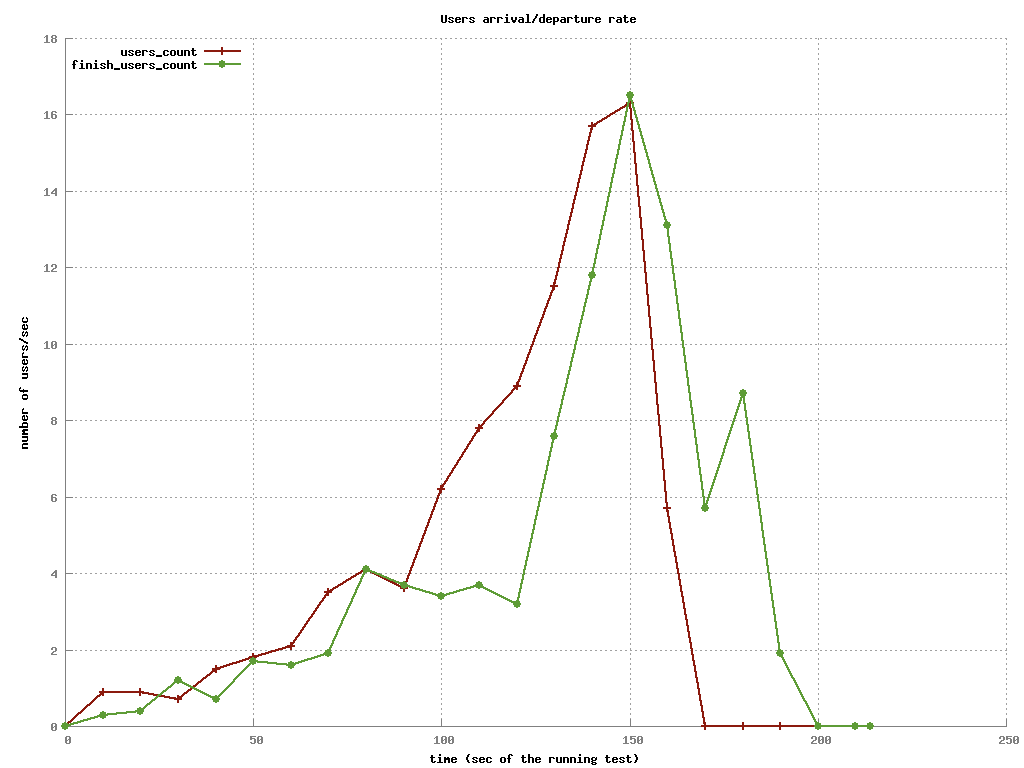 Users arrival/departure rate
users_count
finish_users_count
18
16
14
12
10
8
6
4
2
0
number of users/sec
0 50 100 150 200 250
time (sec of the running test)